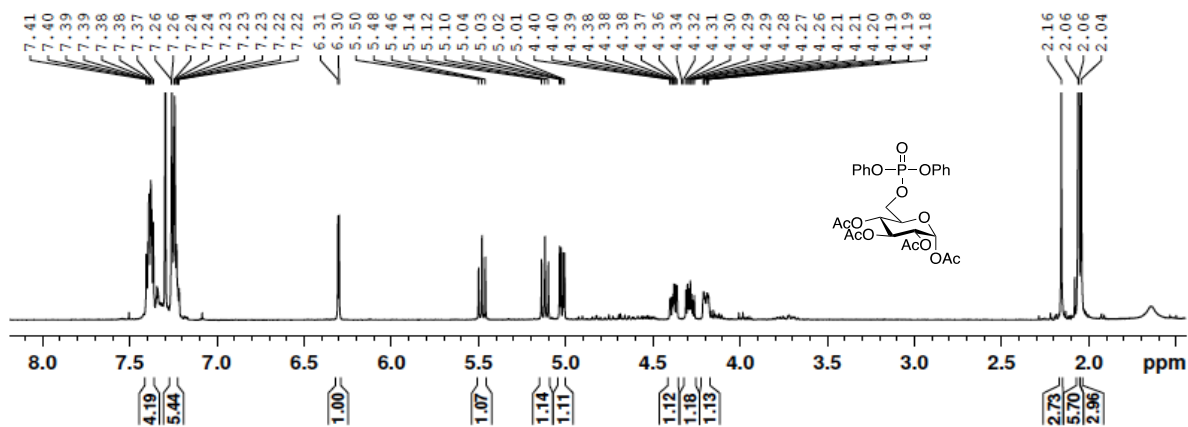 7.41 7.40 7.39 7.39 7.38 7.38 7.37 7.26 7.26 7.24 7.24 7.23 7.23 7.23 7.22 7.22 6.31 6.30 5.50 5.48 5.46 5.14 5.12 5.10 5.04 5.03 5.02 5.01 4.40 4.40 4.39 4.38 4.38 4.37 4.36 4.34 4.32 4.31 4.30 4.29 4.29 4.28 4.27 4.26 4.21 4.21 4.20 4.19 4.19 4.18 2.16 2.06 2.06 2.04
O
PhO P OPh
O
AcO O
AcO
AcO
OAc
8.0 7.5 7.0 6.5 6.0 5.5 5.0 4.5 4.0 3.5 3.0 2.5 2.0 ppm
4.19 5.44 1.00 1.07 1.14 1.11 1.12 1.18 1.13 2.73 5.70 2.96